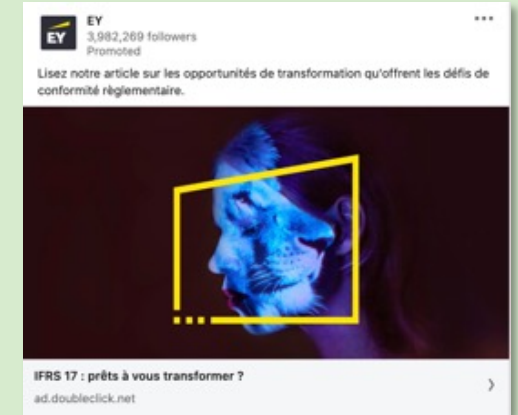 EY
EY
3,982,269 followers
Promoted
Lisez notre article sur les opportunités de transformation qu'offrent les défis de
conformité règlementaire.
IFRS 17 : prêts à vous transformer ?
ad.doubleclick.net